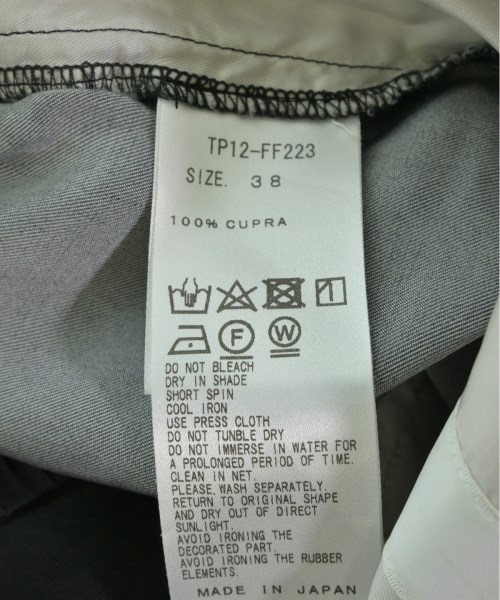 TP12-FF223
SIZE. 38
100% CUPRA
F W
DO NOT BLEACH
DRY IN SHADE
SHORT SPIN
COOL IRON
USE PRESS CLOTH
DO NOT TUNBLE DRY
DO NOT IMMERSE IN WATER FOR
A PROLONGED PERIOD OF TIME.
CLEAN IN NET.
PLEASE.WASH SEPARATELY.
RETURN TO ORIGINAL SHAPE
AND DRY OUT OF DIRECT
SUNLIGHT.
AVOID IRONING THE
DECORATED PART.
AVOID IRONING THE RUBBER
ELEMENTS.
MADE IN JAPAN